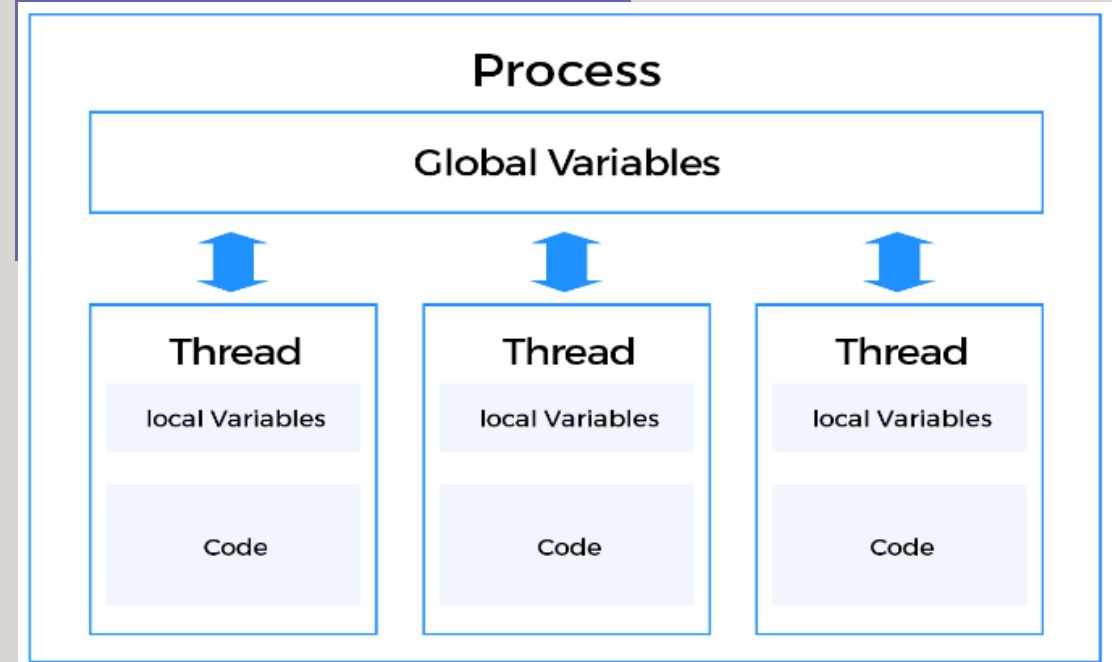 Process
Global Variables
Thread
local Variables
Code
Thread
local Variables
Code
Thread
local Variables
Code